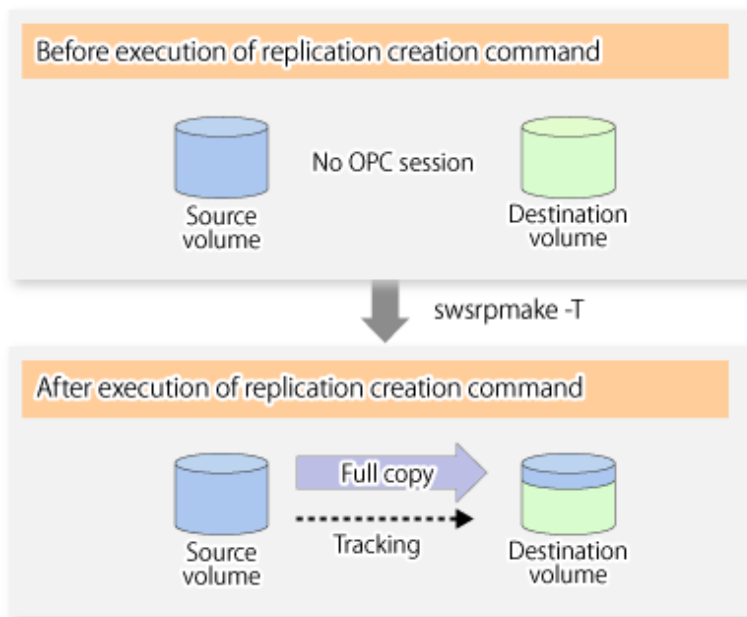 Before execution of replication creation command
No OPC session
Source
volume
Destination
volume
swsrpmake -T
After execution of replication creation command
Full copy
Tracking
Source
volume
Destination
volume